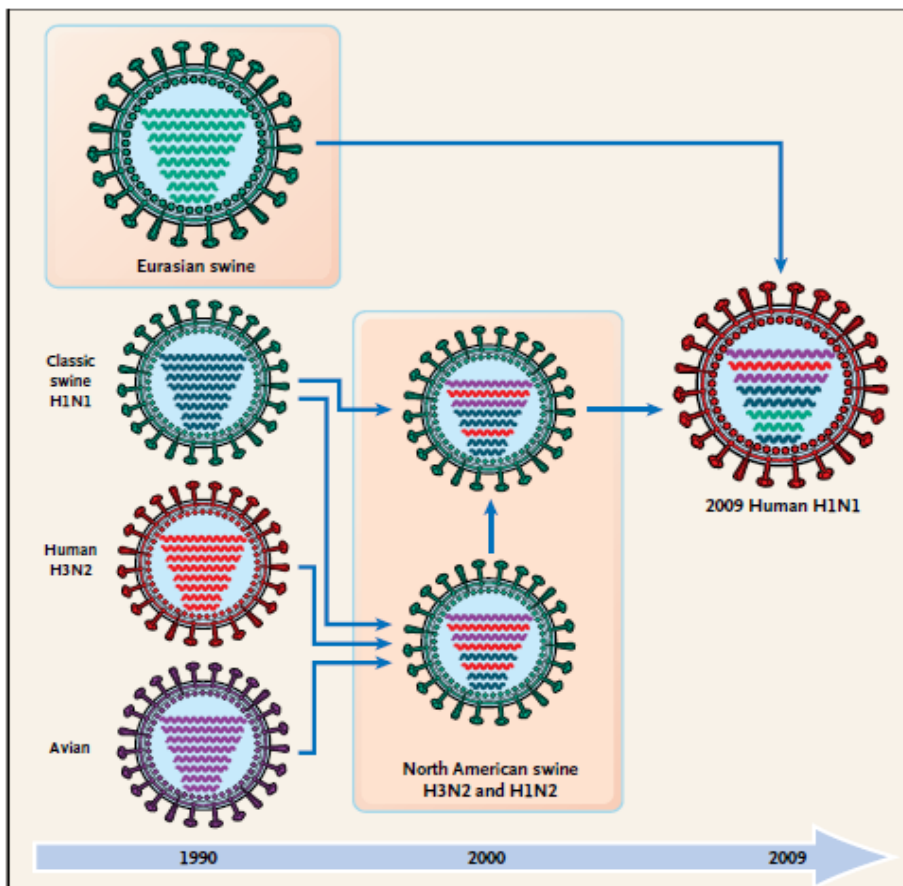 Eurasian swine
Classic
swine
H1N1
Human
H3N2
Avian
North American swine
H3N2 and H1N2
2009 Human H1N1
1990
2000
2009